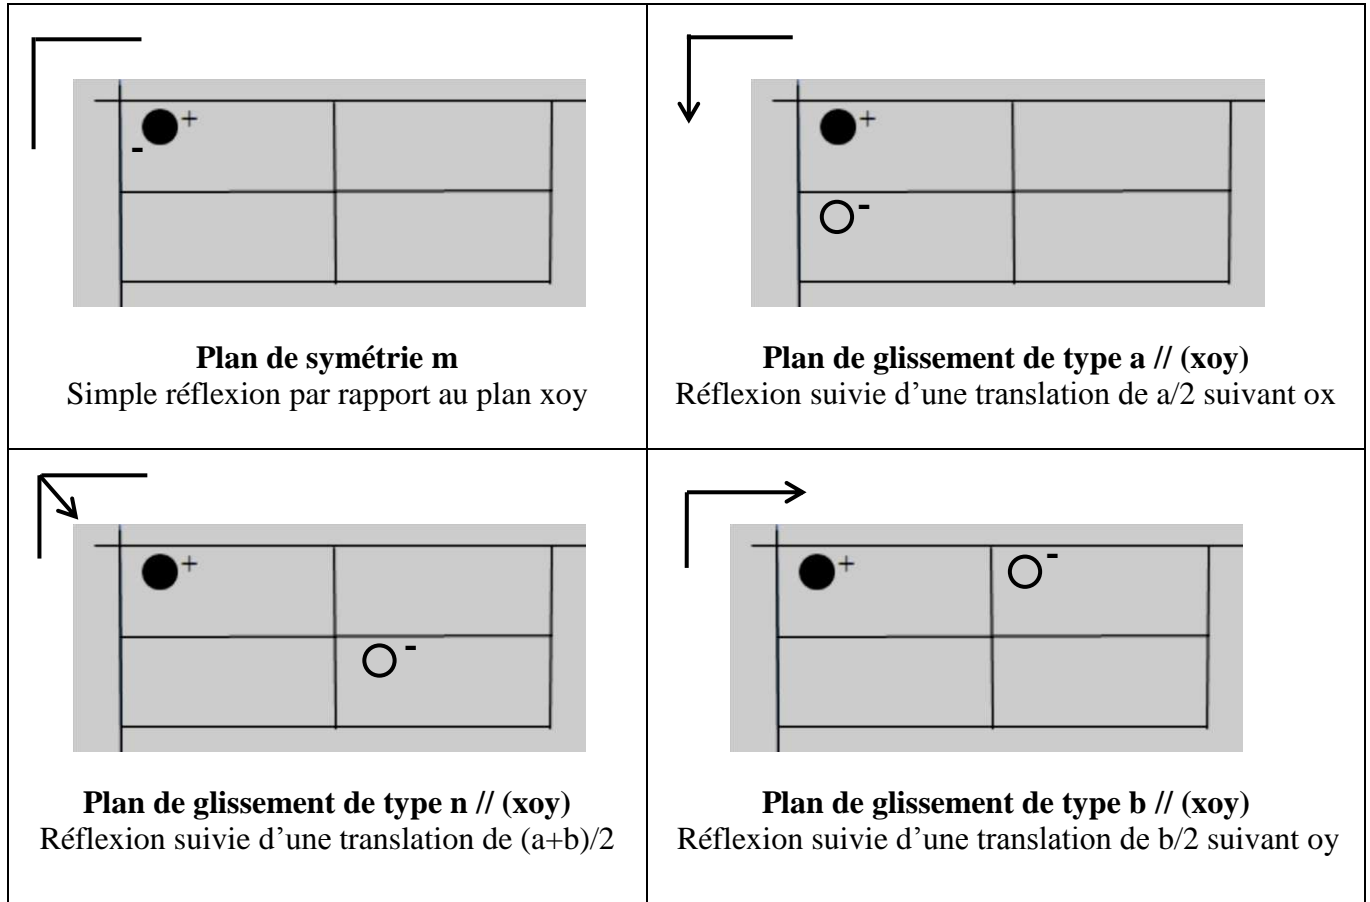 +
-
Plan de symétrie m
Simple réflexion par rapport au plan xoy
+
-
Plan de glissement de type a // (xoy)
Réflexion suivie d’une translation de a/2 suivant ox
+
-
Plan de glissement de type n // (xoy)
Réflexion suivie d’une translation de (a+b)/2
+
-
Plan de glissement de type b // (xoy)
Réflexion suivie d’une translation de b/2 suivant oy